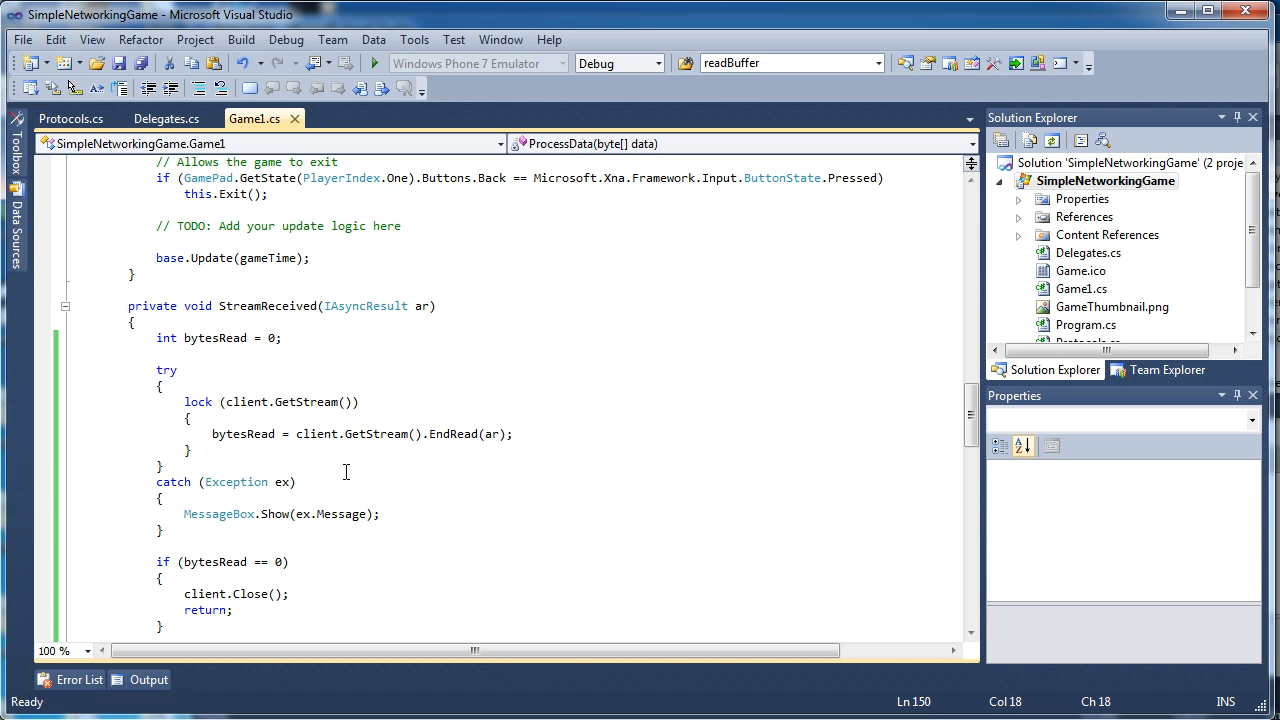 SimpleNetworkingGame - Microsoft Visual Studio
File Edit View Refactor Project Build Debug Team Data Tools Test Window Help
Windows Phone 7 Emulator Debug readBuffer
Protocols.cs Delegates.cs Game1.cs
SimpleNetworkingGame.Game1 ProcessData(byte[] data)
// Allows the game to exit
if (GamePad.GetState(PlayerIndex.One).Buttons.Back == Microsoft.Xna.Framework.Input.ButtonState.Pressed)
this.Exit();
// TODO: Add your update logic here
base.Update(gameTime);
}
private void StreamReceived(IAsyncResult ar)
{
int bytesRead = 0;
try
{
lock (client.GetStream())
{
bytesRead = client.GetStream().EndRead(ar);
}
}
catch (Exception ex)
{
MessageBox.Show(ex.Message);
}
if (bytesRead == 0)
{
client.Close();
return;
}
100 %
Toolbox
Data Sources
Solution Explorer
Solution 'SimpleNetworkingGame' (2 proje
SimpleNetworkingGame
Properties
References
Content References
Delegates.cs
Game.ico
Game1.cs
GameThumbnail.png
Program.cs
Protocols.cs
Solution Explorer Team Explorer
Properties
Error List Output
Ready Ln 150 Col 18 Ch 18 INS